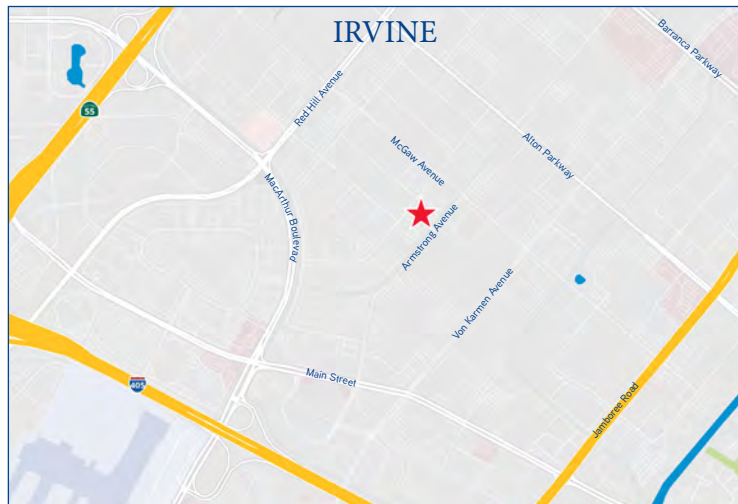 IRVINE
Barranca Parkway
Red Hill Avenue
55
McGaw Avenue
Alton Parkway
MacArthur Boulevad
Armstrong Avenue
Von Karmen Avenue
Main Street
405
Jamboree Road